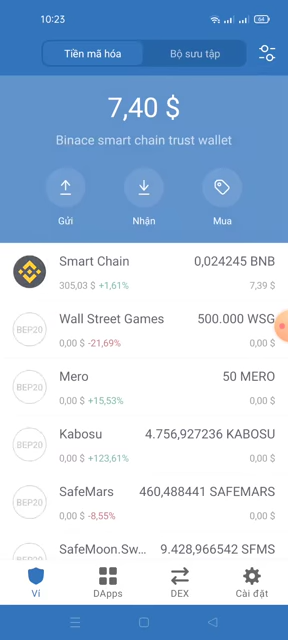 10:23
64
Tiền mã hóa
Bộ sưu tập
7,40 $
Binace smart chain trust wallet
Gửi
Nhận
Mua
Smart Chain 0,024245 BNB
305,03 $ +1,61% 7,39 $
BEP20
Wall Street Games 500.000 WSG
0,00 $ -21,69% 0,00 $
BEP20
Mero 50 MERO
0,00 $ +15,53% 0,00 $
BEP20
Kabosu 4.756,927236 KABOSU
0,00 $ +123,61% 0,00 $
BEP20
SafeMars 460,488441 SAFEMARS
0,00 $ -8,55% 0,00 $
BEP20
SafeMoon.Sw... 9.428,966542 SFMS
Ví
DApps
DEX
Cài đặt